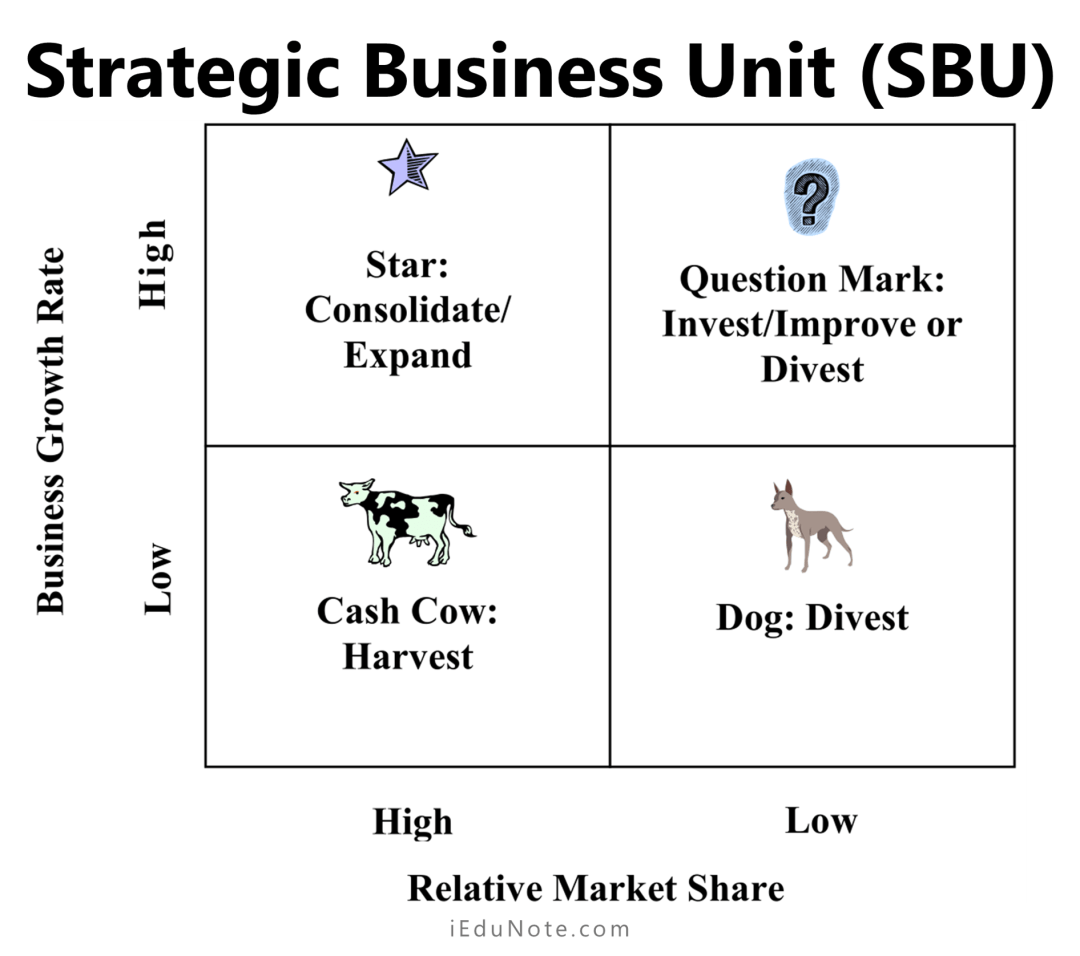 Strategic Business Unit (SBU)
Business Growth Rate
High
Star:
Consolidate/
Expand
?
Question Mark:
Invest/Improve or
Divest
Low
Cash Cow:
Harvest
Dog: Divest
High
Low
Relative Market Share
iEduNote.com